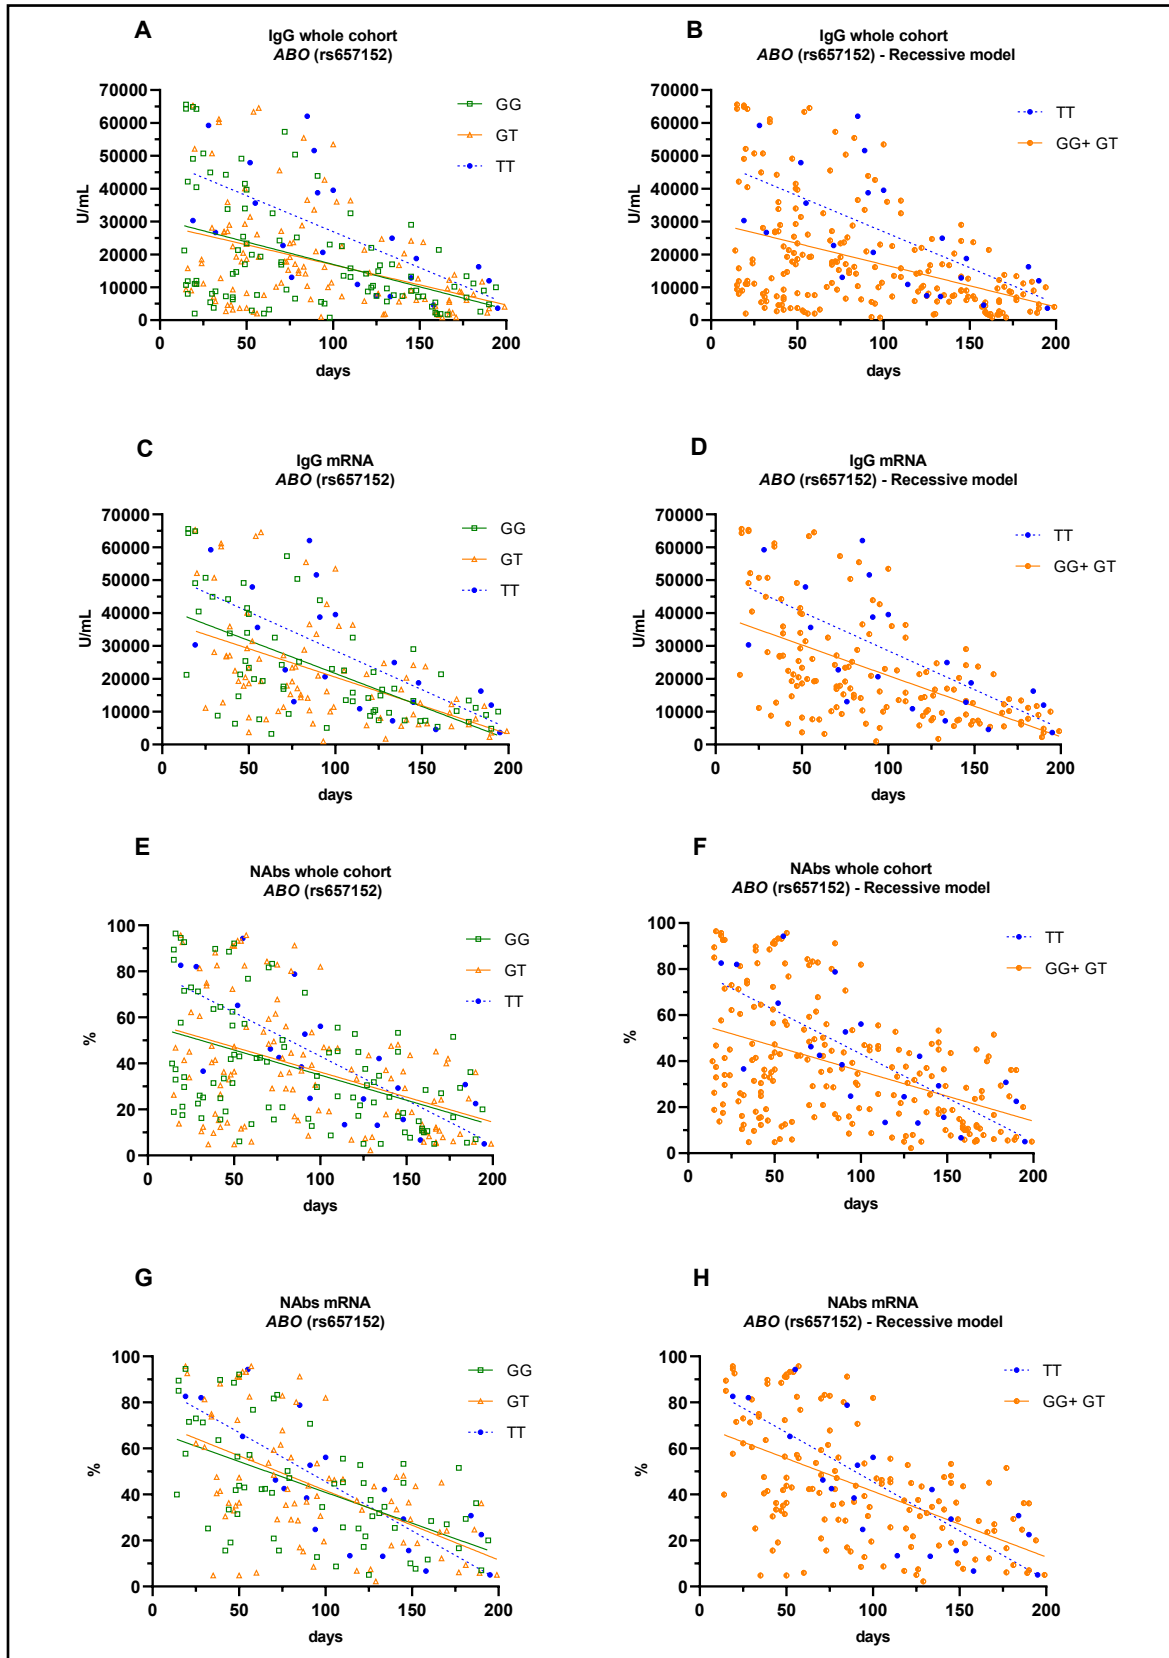 A
IgG whole cohort
ABO (rs657152)
70000
60000
50000
40000
30000
20000
10000
0
U/mL
0 50 100 150 200
days
GG
GT
TT
B
IgG whole cohort
ABO (rs657152) - Recessive model
70000
60000
50000
40000
30000
20000
10000
0
U/mL
0 50 100 150 200
days
TT
GG+ GT
C
IgG mRNA
ABO (rs657152)
70000
60000
50000
40000
30000
20000
10000
0
U/mL
0 50 100 150 200
days
GG
GT
TT
D
IgG mRNA
ABO (rs657152) - Recessive model
70000
60000
50000
40000
30000
20000
10000
0
U/mL
0 50 100 150 200
days
TT
GG+ GT
E
NAbs whole cohort
ABO (rs657152)
100
80
60
40
20
0
%
0 50 100 150 200
days
GG
GT
TT
F
NAbs whole cohort
ABO (rs657152) - Recessive model
100
80
60
40
20
0
%
0 50 100 150 200
days
TT
GG+ GT
G
NAbs mRNA
ABO (rs657152)
100
80
60
40
20
0
%
0 50 100 150 200
days
GG
GT
TT
H
NAbs mRNA
ABO (rs657152) - Recessive model
100
80
60
40
20
0
%
0 50 100 150 200
days
TT
GG+ GT